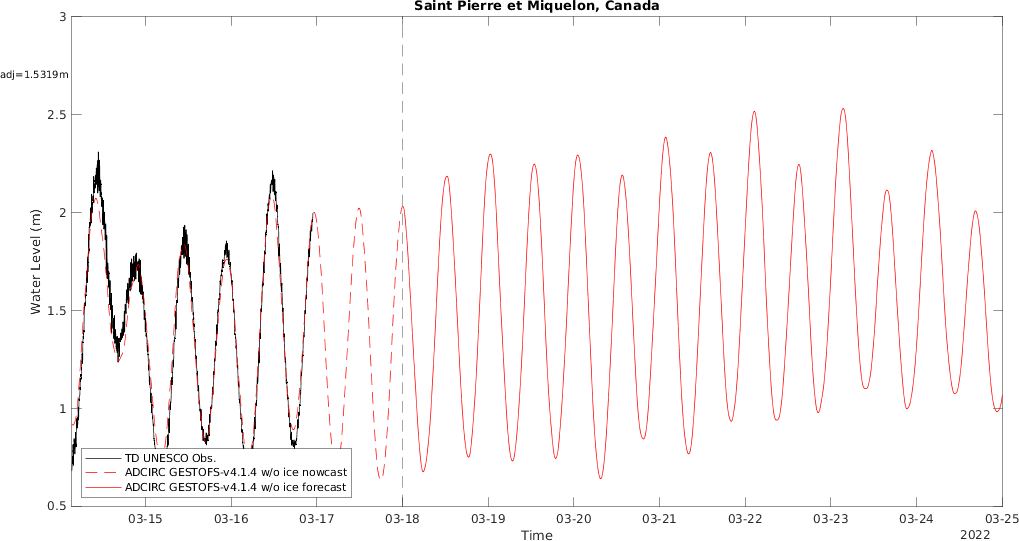 Saint Pierre et Miquelon, Canada
adj=1.5319m
3
2.5
2
1.5
1
0.5
Water Level (m)
TD UNESCO Obs.
ADCIRC GESTOFS-v4.1.4 w/o ice nowcast
ADCIRC GESTOFS-v4.1.4 w/o ice forecast
03-15 03-16 03-17 03-18 03-19 03-20 03-21 03-22 03-23 03-24 03-25
Time
2022